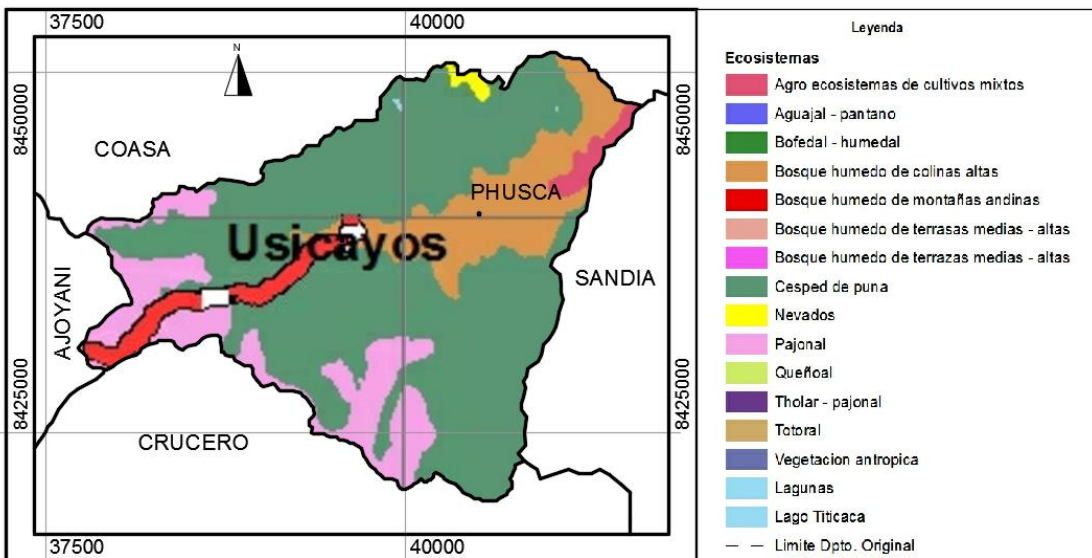 37500
40000
N
8450000
8450000
COASA
PHUSCA
Usicayos
SANDIA
AJOYANI
8425000
8425000
CRUCERO
37500
40000
Leyenda
Ecosistemas
Agro ecosistemas de cultivos mixtos
Aguajal - pantano
Bofedal - humedal
Bosque humedo de colinas altas
Bosque humedo de montañas andinas
Bosque humedo de terrasas medias - altas
Bosque humedo de terrazas medias - altas
Cesped de puna
Nevados
Pajonal
Queñoal
Tholar - pajonal
Totoral
Vegetacion antropica
Lagunas
Lago Titicaca
Limite Dpto. Original